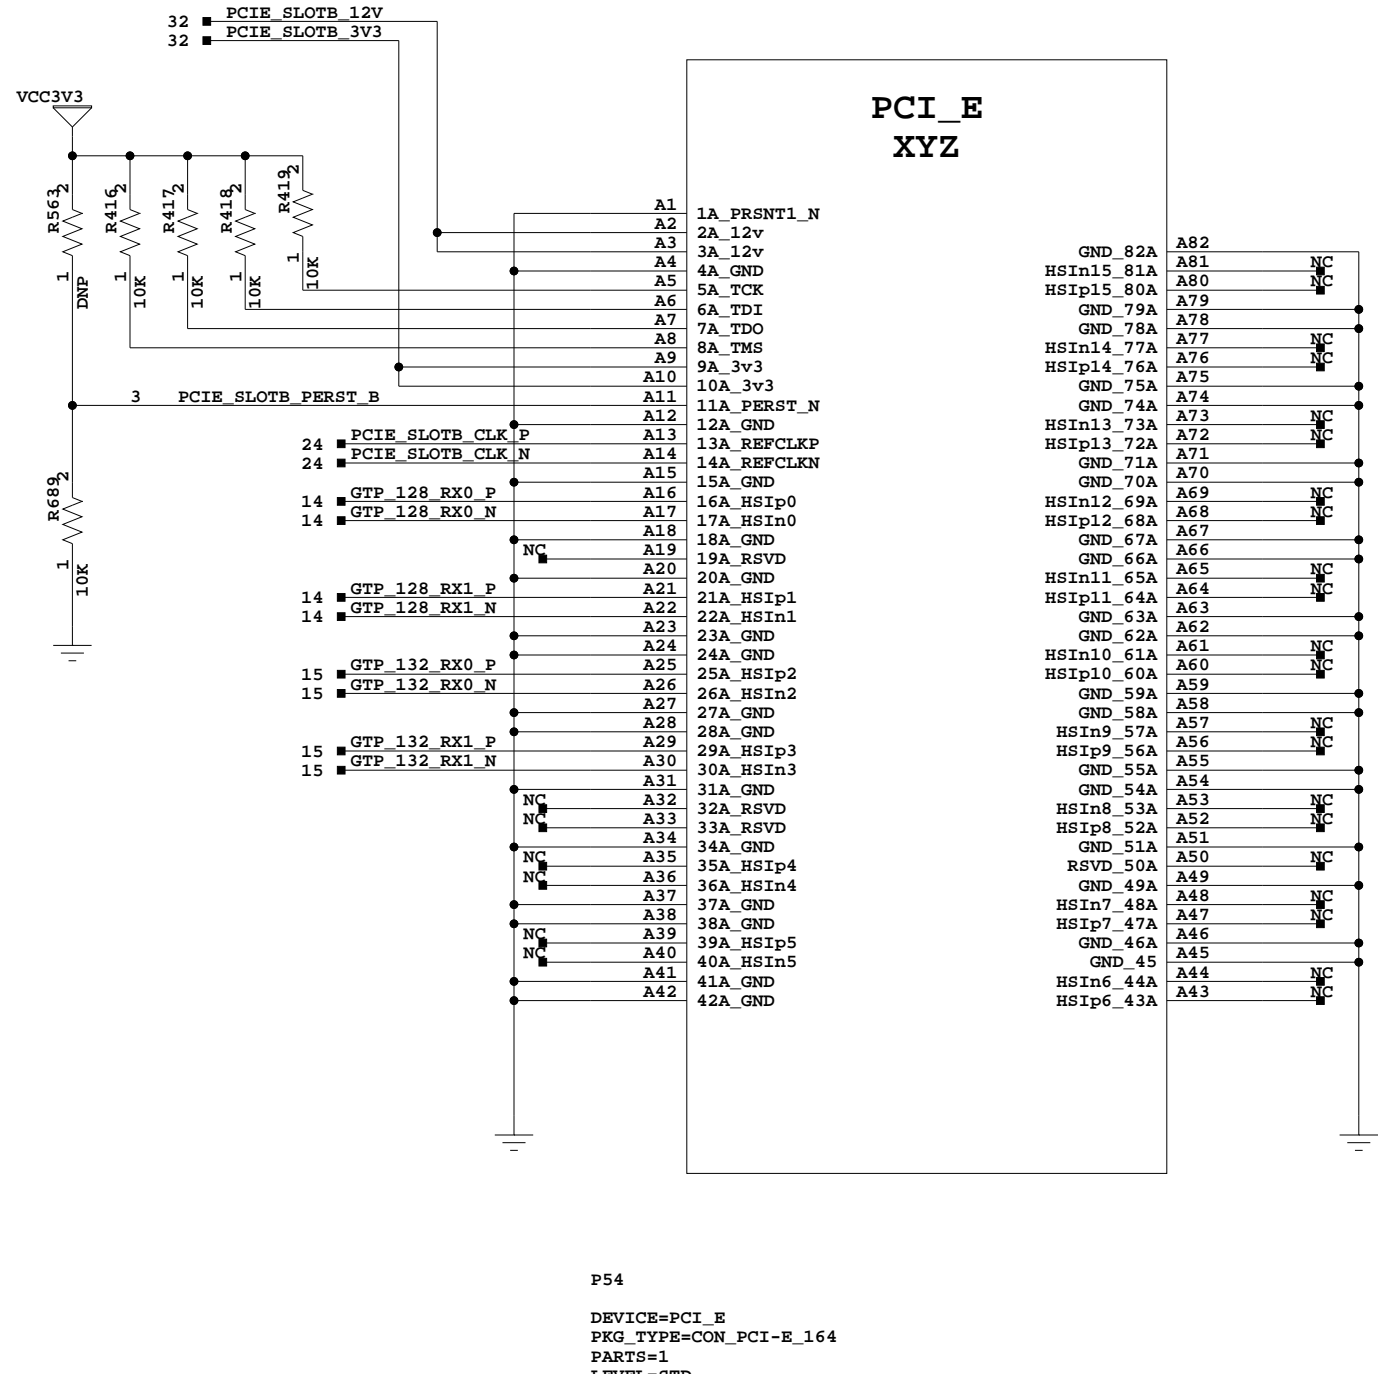 32 PCIE_SLOTB_12V
32 PCIE_SLOTB_3V3
VCC3V3
R563 2 1 DNP
R416 2 1 10K
R417 2 1 10K
R418 2 1 10K
R419 2 1 10K
3 PCIE_SLOTB_PERST_B
R689 2 1 10K
PCI_E
XYZ
A1 1A_PRSNT1_N
A2 2A_12v
A3 3A_12v
A4 4A_GND
A5 5A_TCK
A6 6A_TDI
A7 7A_TDO
A8 8A_TMS
A9 9A_3v3
A10 10A_3v3
A11 11A_PERST_N
A12 12A_GND
24 PCIE_SLOTB_CLK_P A13 13A_REFCLKP
24 PCIE_SLOTB_CLK_N A14 14A_REFCLKN
A15 15A_GND
14 GTP_128_RX0_P A16 16A_HSIp0
14 GTP_128_RX0_N A17 17A_HSIn0
A18 18A_GND
NC A19 19A_RSVD
A20 20A_GND
14 GTP_128_RX1_P A21 21A_HSIp1
14 GTP_128_RX1_N A22 22A_HSIn1
A23 23A_GND
A24 24A_GND
15 GTP_132_RX0_P A25 25A_HSIp2
15 GTP_132_RX0_N A26 26A_HSIn2
A27 27A_GND
A28 28A_GND
15 GTP_132_RX1_P A29 29A_HSIp3
15 GTP_132_RX1_N A30 30A_HSIn3
A31 31A_GND
NC A32 32A_RSVD
NC A33 33A_RSVD
A34 34A_GND
NC A35 35A_HSIp4
NC A36 36A_HSIn4
A37 37A_GND
A38 38A_GND
NC A39 39A_HSIp5
NC A40 40A_HSIn5
A41 41A_GND
A42 42A_GND
GND_82A A82
HSIn15_81A A81 NC
HSIp15_80A A80 NC
GND_79A A79
GND_78A A78
HSIn14_77A A77 NC
HSIp14_76A A76 NC
GND_75A A75
GND_74A A74
HSIn13_73A A73 NC
HSIp13_72A A72 NC
GND_71A A71
GND_70A A70
HSIn12_69A A69 NC
HSIp12_68A A68 NC
GND_67A A67
GND_66A A66
HSIn11_65A A65 NC
HSIp11_64A A64 NC
GND_63A A63
GND_62A A62
HSIn10_61A A61 NC
HSIp10_60A A60 NC
GND_59A A59
GND_58A A58
HSIn9_57A A57 NC
HSIp9_56A A56 NC
GND_55A A55
GND_54A A54
HSIn8_53A A53 NC
HSIp8_52A A52 NC
GND_51A A51
RSVD_50A A50 NC
GND_49A A49
HSIn7_48A A48 NC
HSIp7_47A A47 NC
GND_46A A46
GND_45 A45
HSIn6_44A A44 NC
HSIp6_43A A43 NC
P54
DEVICE=PCI_E
PKG_TYPE=CON_PCI-E_164
PARTS=1
LEVEL=STD